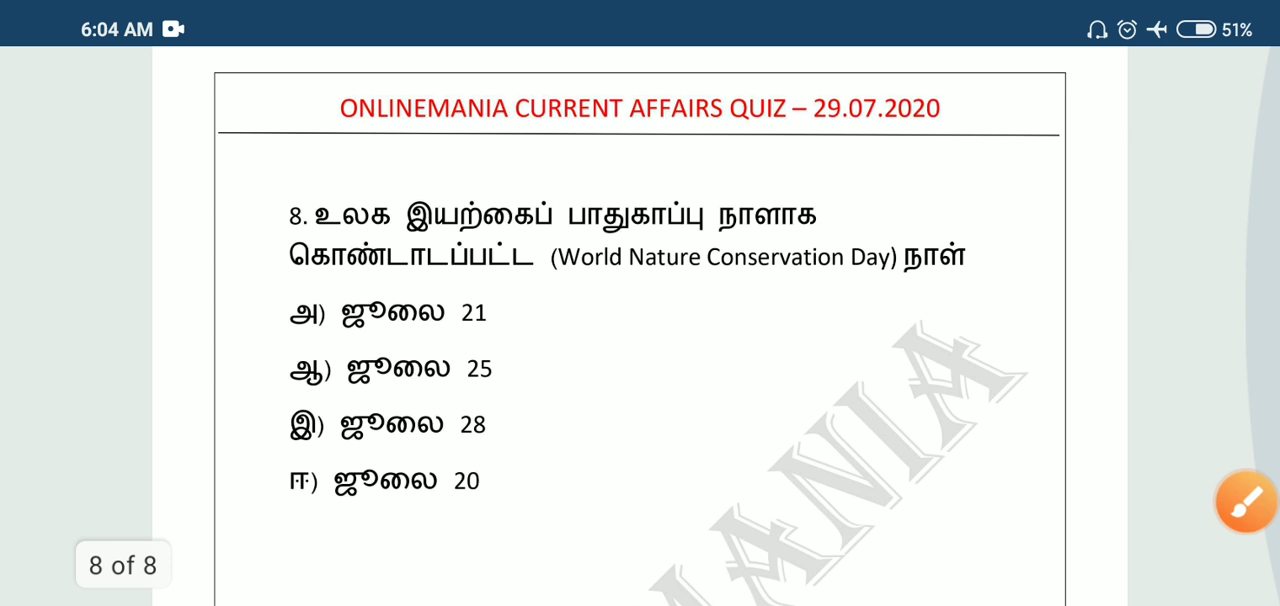 6:04 AM 51%
ONLINEMANIA CURRENT AFFAIRS QUIZ – 29.07.2020
8. உலக இயற்கைப் பாதுகாப்பு நாளாக
கொண்டாடப்பட்ட (World Nature Conservation Day) நாள்
அ) ஜூலை 21
ஆ) ஜூலை 25
இ) ஜூலை 28
ஈ) ஜூலை 20
MANIA
8 of 8